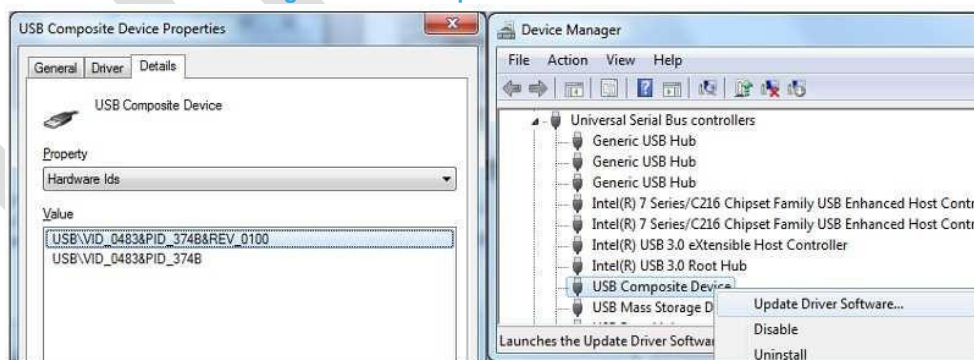 USB Composite Device Properties
General Driver Details
USB Composite Device
Property
Hardware Ids
Value
USB\VID_0483&PID_374B&REV_0100
USB\VID_0483&PID_374B
Device Manager
File Action View Help
Universal Serial Bus controllers
Generic USB Hub
Generic USB Hub
Generic USB Hub
Intel(R) 7 Series/C216 Chipset Family USB Enhanced Host Contr
Intel(R) 7 Series/C216 Chipset Family USB Enhanced Host Contr
Intel(R) USB 3.0 eXtensible Host Controller
Intel(R) USB 3.0 Root Hub
USB Composite Device
USB Mass Storage D
Update Driver Software...
Disable
Uninstall
Launches the Update Driver Softwar